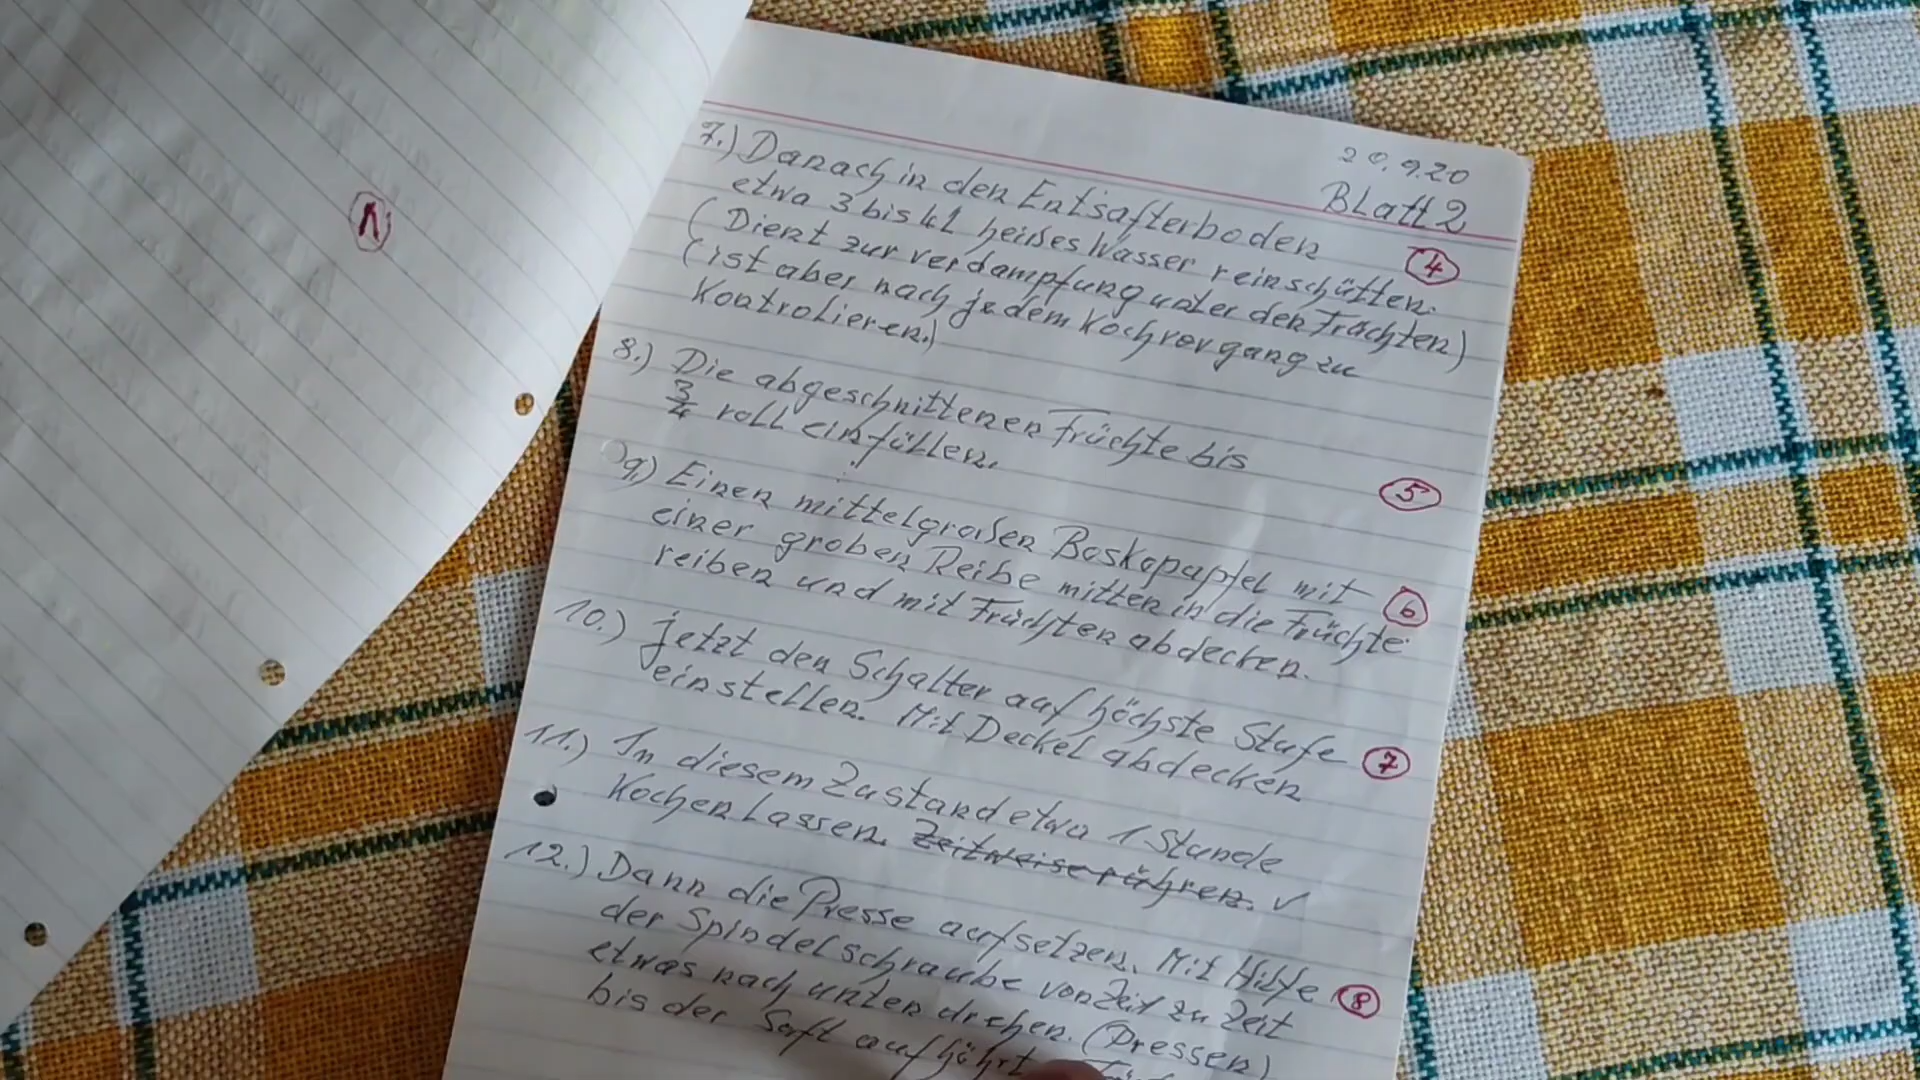 1
20.9.20
Blatt 2
7.) Danach in den Entsafterboden
etwa 3 bis 4l heißes Wasser reinschütten. 4
(Dient zur verdampfung unter den Früchten)
(ist aber nach jedem Kochvorgang zu
Kontrolieren.)
8.) Die abgeschnittenen Früchte bis
3/4 voll einfüllen. 5
9.) Einen mittelgroßen Boskopapfel mit
einer groben Reibe mitten in die Früchte 6
reiben und mit Früchten abdecken.
10.) jetzt den Schalter auf höchste Stufe
einstellen. Mit Deckel abdecken 7
11.) In diesem Zustand etwa 1 Stunde
Kochen lassen. Zeitweise rühren. ✓
12.) Dann die Presse aufsetzen. Mit Hilfe
der Spindelschraube von Zeit zu Zeit 8
etwas nach unten drehen. (Pressen)
bis der Saft aufhöhrt